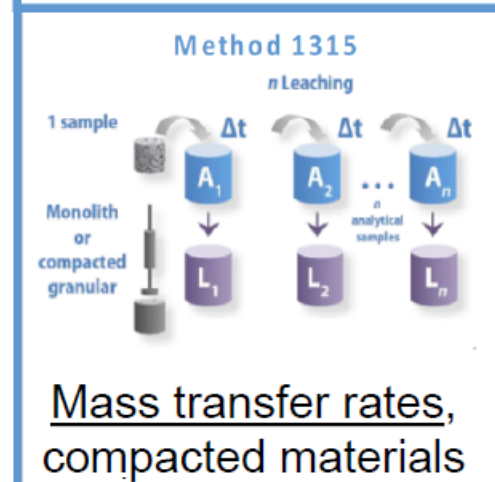 Method 1315
n Leaching
1 sample
Δt
Δt
Δt
A1
A2
...
An
n
analytical
samples
Monolith
or
compacted
granular
L1
L2
Ln
Mass transfer rates,
compacted materials